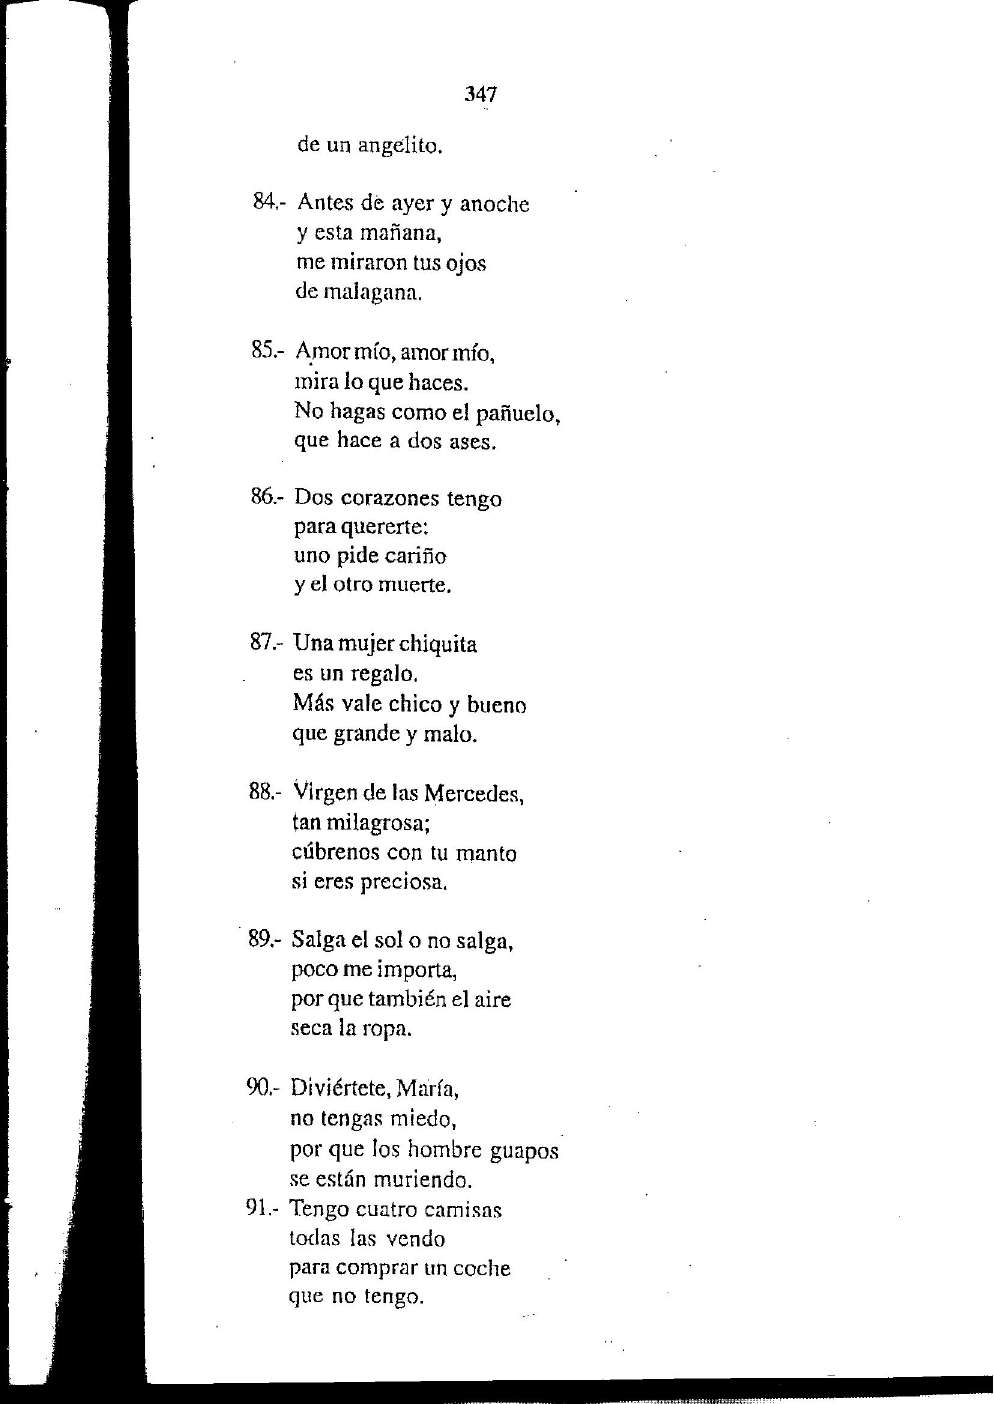 347
de un angelito.
84.- Antes de ayer y anoche
y esta mañana,
me miraron tus ojos
de malagana.
85.- Amor mío, amor mío,
mira lo que haces.
No hagas como el pañuelo,
que hace a dos ases.
86.- Dos corazones tengo
para quererte:
uno pide cariño
y el otro muerte.
87.- Una mujer chiquita
es un regalo.
Más vale chico y bueno
que grande y malo.
88.- Virgen de las Mercedes,
tan milagrosa;
cúbrenos con tu manto
si eres preciosa.
89.- Salga el sol o no salga,
poco me importa,
por que también el aire
seca la ropa.
90.- Diviértete, María,
no tengas miedo,
por que los hombre guapos
se están muriendo.
91.- Tengo cuatro camisas
todas las vendo
para comprar un coche
que no tengo.